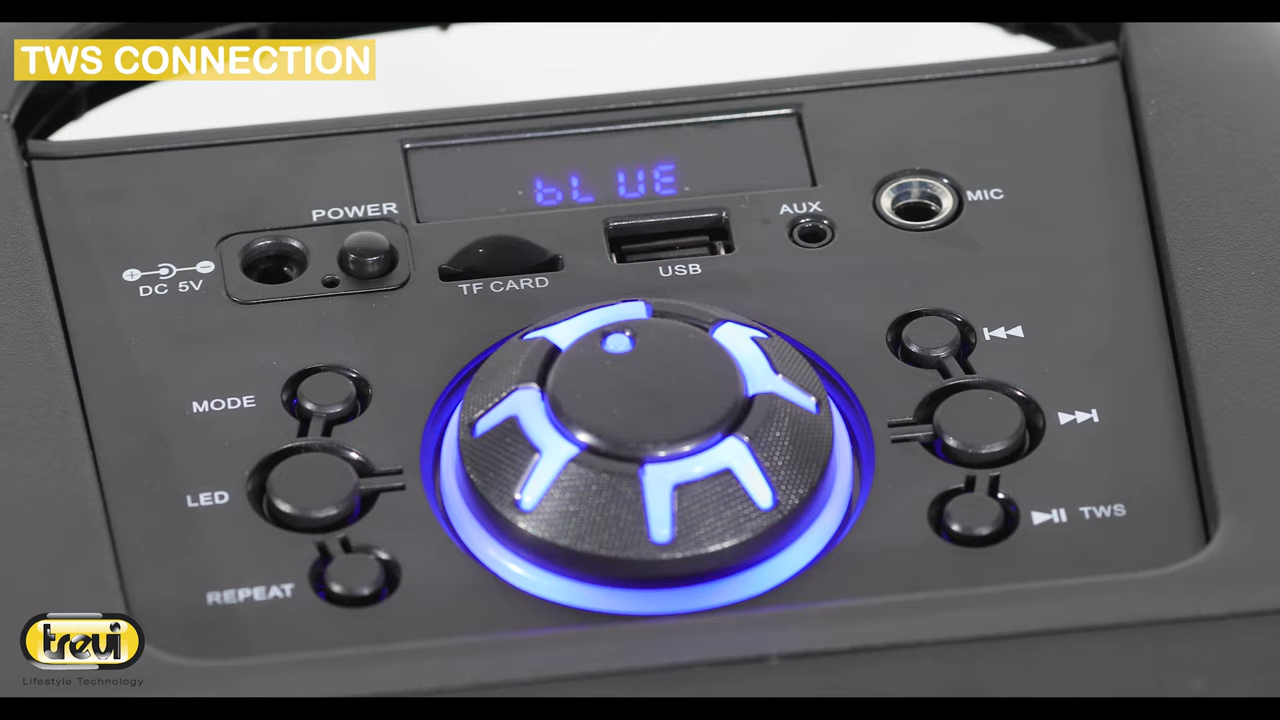 TWS CONNECTION
bLUE
POWER
AUX
MIC
DC 5V
TF CARD
USB
MODE
LED
TWS
REPEAT
trevi
Lifestyle Technology